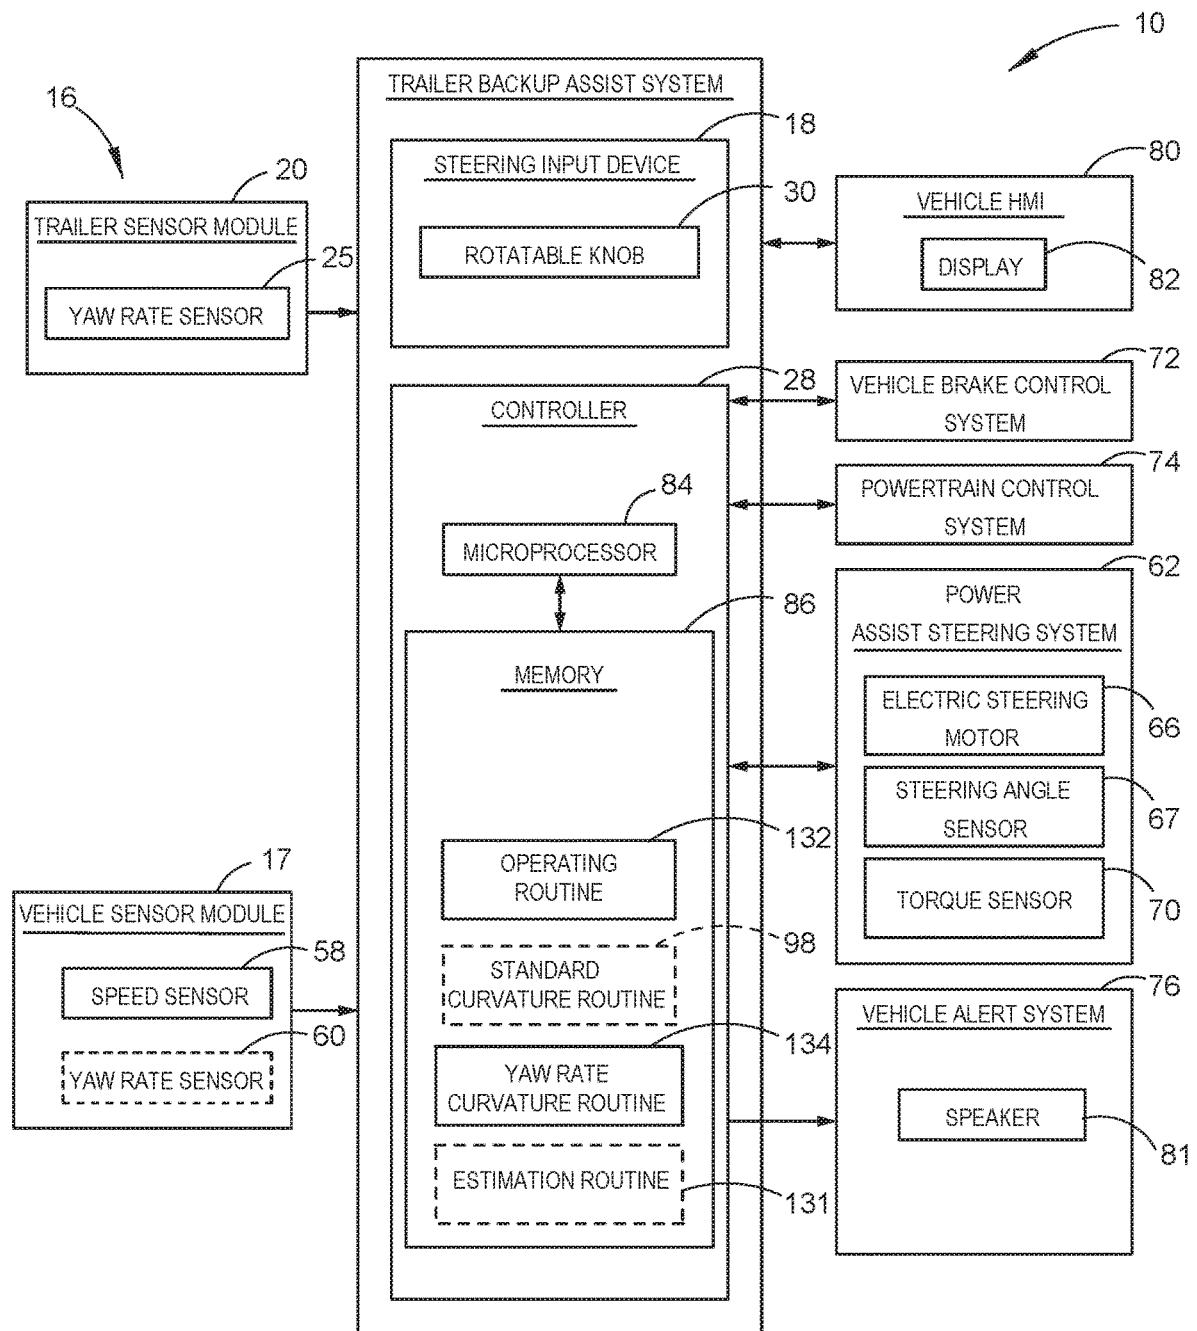 10
16
TRAILER BACKUP ASSIST SYSTEM
20
TRAILER SENSOR MODULE
25
YAW RATE SENSOR
18
STEERING INPUT DEVICE
30
ROTATABLE KNOB
80
VEHICLE HMI
DISPLAY
82
28
CONTROLLER
84
MICROPROCESSOR
86
MEMORY
132
OPERATING
ROUTINE
98
STANDARD
CURVATURE ROUTINE
134
YAW RATE
CURVATURE ROUTINE
ESTIMATION ROUTINE
131
72
VEHICLE BRAKE CONTROL
SYSTEM
74
POWERTRAIN CONTROL
SYSTEM
62
POWER
ASSIST STEERING SYSTEM
ELECTRIC STEERING
MOTOR
66
STEERING ANGLE
SENSOR
67
TORQUE SENSOR
70
17
VEHICLE SENSOR MODULE
58
SPEED SENSOR
60
YAW RATE SENSOR
76
VEHICLE ALERT SYSTEM
SPEAKER
81